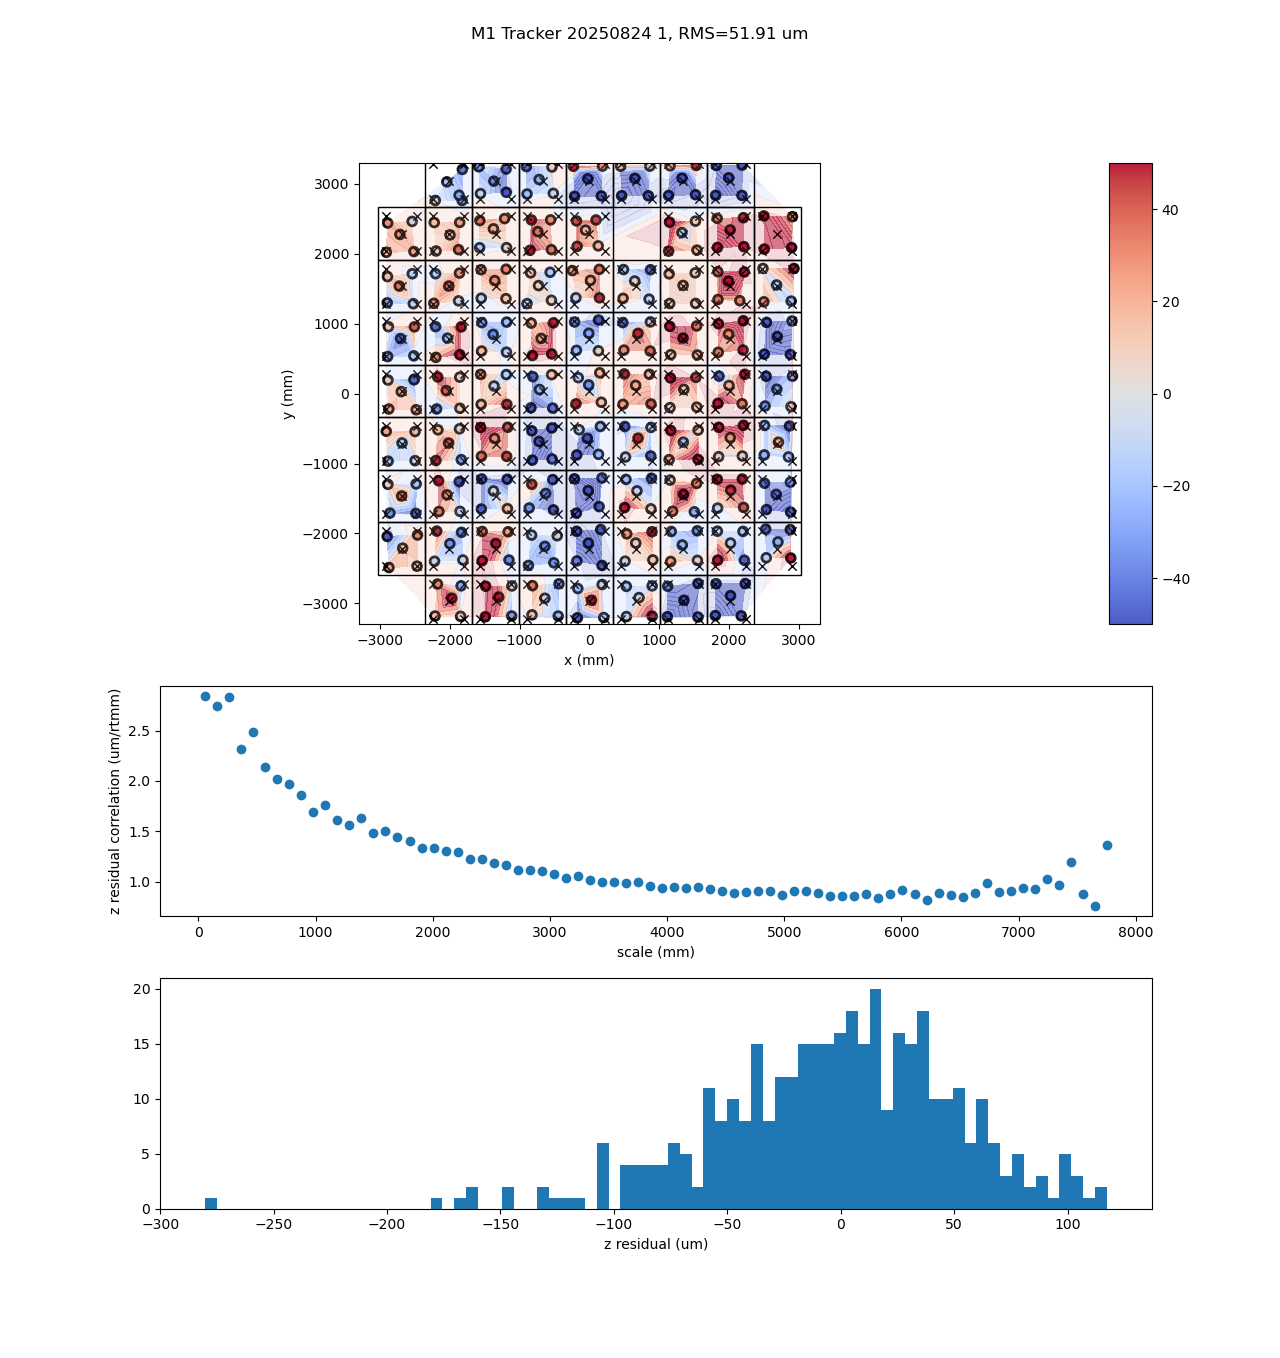 M1 Tracker 20250824 1, RMS=51.91 um
y (mm)
3000
2000
1000
0
−1000
−2000
−3000
−3000 −2000 −1000 0 1000 2000 3000
x (mm)
40
20
0
−20
−40
z residual correlation (um/rtmm)
2.5
2.0
1.5
1.0
0 1000 2000 3000 4000 5000 6000 7000 8000
scale (mm)
20
15
10
5
0
−300 −250 −200 −150 −100 −50 0 50 100
z residual (um)